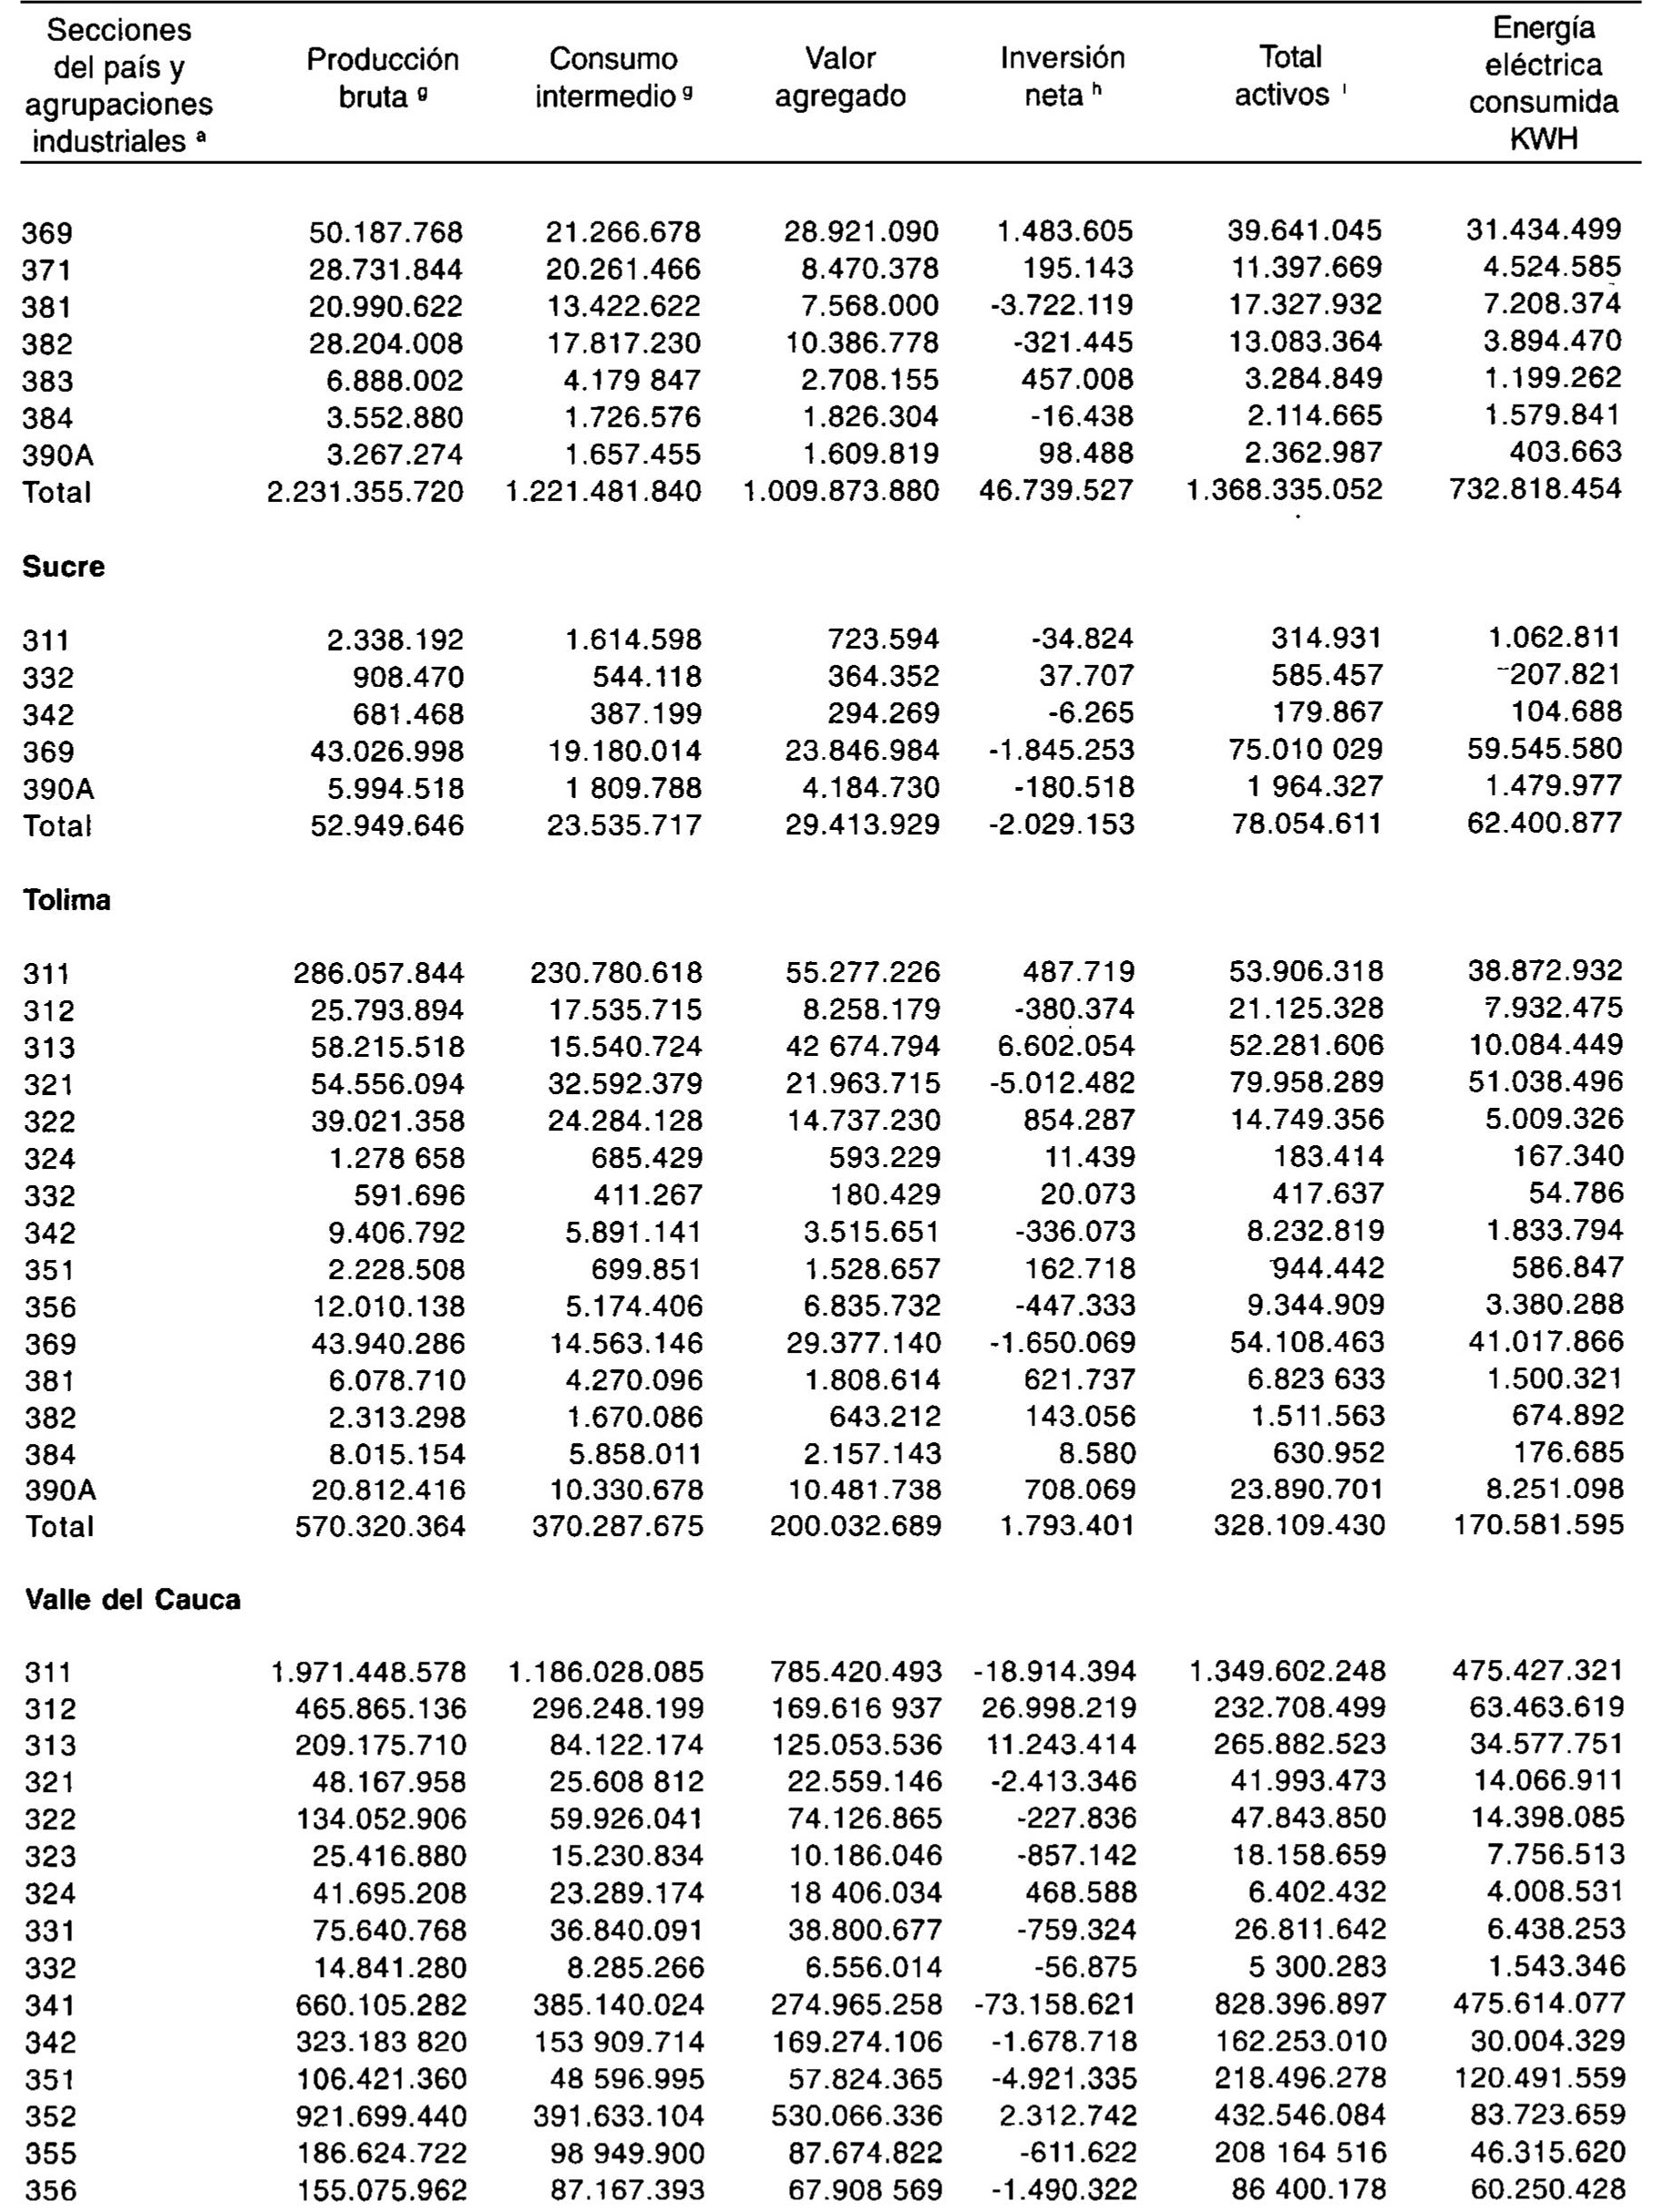 Secciones del país y agrupaciones industriales a Producción bruta g Consumo intermedio g Valor agregado Inversión neta h Total activos i Energía eléctrica consumida KWH
369 50.187.768 21.266.678 28.921.090 1.483.605 39.641.045 31.434.499
371 28.731.844 20.261.466 8.470.378 195.143 11.397.669 4.524.585
381 20.990.622 13.422.622 7.568.000 -3.722.119 17.327.932 7.208.374
382 28.204.008 17.817.230 10.386.778 -321.445 13.083.364 3.894.470
383 6.888.002 4.179 847 2.708.155 457.008 3.284.849 1.199.262
384 3.552.880 1.726.576 1.826.304 -16.438 2.114.665 1.579.841
390A 3.267.274 1.657.455 1.609.819 98.488 2.362.987 403.663
Total 2.231.355.720 1.221.481.840 1.009.873.880 46.739.527 1.368.335.052 732.818.454
Sucre
311 2.338.192 1.614.598 723.594 -34.824 314.931 1.062.811
332 908.470 544.118 364.352 37.707 585.457 207.821
342 681.468 387.199 294.269 -6.265 179.867 104.688
369 43.026.998 19.180.014 23.846.984 -1.845.253 75.010 029 59.545.580
390A 5.994.518 1 809.788 4.184.730 -180.518 1 964.327 1.479.977
Total 52.949.646 23.535.717 29.413.929 -2.029.153 78.054.611 62.400.877
Tolima
311 286.057.844 230.780.618 55.277.226 487.719 53.906.318 38.872.932
312 25.793.894 17.535.715 8.258.179 -380.374 21.125.328 7.932.475
313 58.215.518 15.540.724 42 674.794 6.602.054 52.281.606 10.084.449
321 54.556.094 32.592.379 21.963.715 -5.012.482 79.958.289 51.038.496
322 39.021.358 24.284.128 14.737.230 854.287 14.749.356 5.009.326
324 1.278 658 685.429 593.229 11.439 183.414 167.340
332 591.696 411.267 180.429 20.073 417.637 54.786
342 9.406.792 5.891.141 3.515.651 -336.073 8.232.819 1.833.794
351 2.228.508 699.851 1.528.657 162.718 944.442 586.847
356 12.010.138 5.174.406 6.835.732 -447.333 9.344.909 3.380.288
369 43.940.286 14.563.146 29.377.140 -1.650.069 54.108.463 41.017.866
381 6.078.710 4.270.096 1.808.614 621.737 6.823 633 1.500.321
382 2.313.298 1.670.086 643.212 143.056 1.511.563 674.892
384 8.015.154 5.858.011 2.157.143 8.580 630.952 176.685
390A 20.812.416 10.330.678 10.481.738 708.069 23.890.701 8.251.098
Total 570.320.364 370.287.675 200.032.689 1.793.401 328.109.430 170.581.595
Valle del Cauca
311 1.971.448.578 1.186.028.085 785.420.493 -18.914.394 1.349.602.248 475.427.321
312 465.865.136 296.248.199 169.616 937 26.998.219 232.708.499 63.463.619
313 209.175.710 84.122.174 125.053.536 11.243.414 265.882.523 34.577.751
321 48.167.958 25.608 812 22.559.146 -2.413.346 41.993.473 14.066.911
322 134.052.906 59.926.041 74.126.865 -227.836 47.843.850 14.398.085
323 25.416.880 15.230.834 10.186.046 -857.142 18.158.659 7.756.513
324 41.695.208 23.289.174 18 406.034 468.588 6.402.432 4.008.531
331 75.640.768 36.840.091 38.800.677 -759.324 26.811.642 6.438.253
332 14.841.280 8.285.266 6.556.014 -56.875 5 300.283 1.543.346
341 660.105.282 385.140.024 274.965.258 -73.158.621 828.396.897 475.614.077
342 323.183 820 153 909.714 169.274.106 -1.678.718 162.253.010 30.004.329
351 106.421.360 48 596.995 57.824.365 -4.921.335 218.496.278 120.491.559
352 921.699.440 391.633.104 530.066.336 2.312.742 432.546.084 83.723.659
355 186.624.722 98 949.900 87.674.822 -611.622 208 164 516 46.315.620
356 155.075.962 87.167.393 67.908 569 -1.490.322 86 400.178 60.250.428